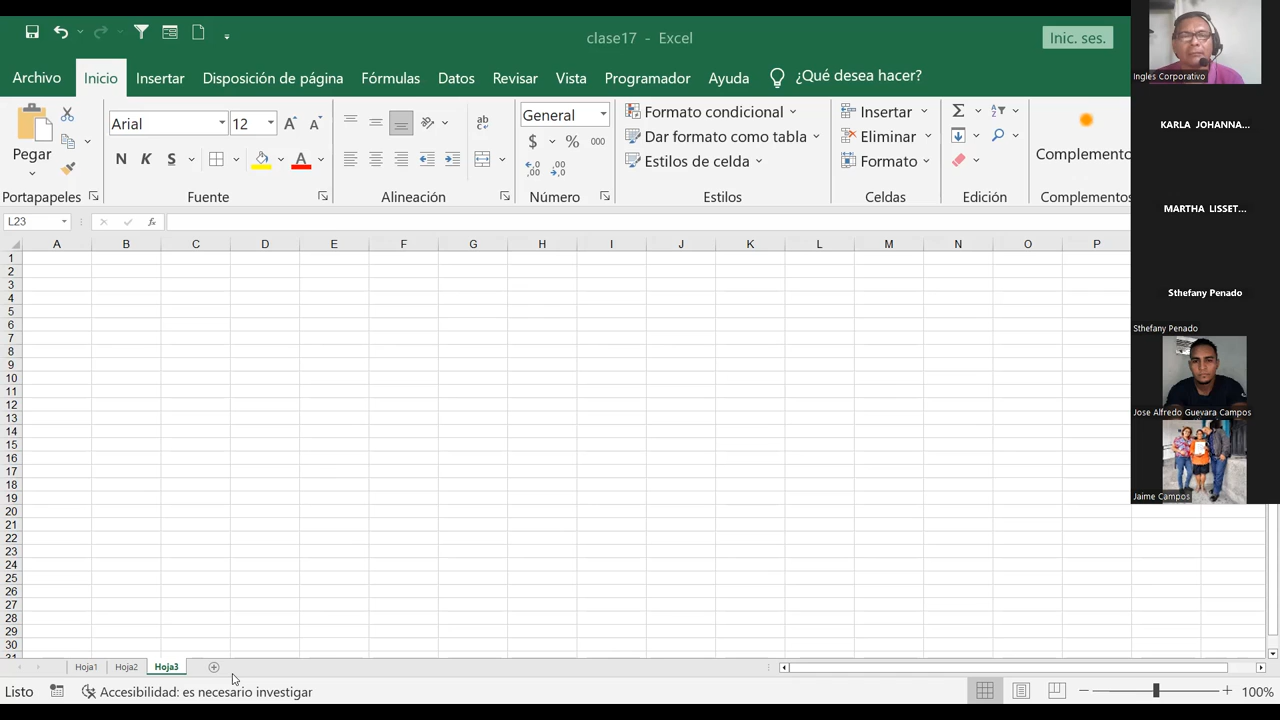 clase17 - Excel
Inic. ses.
Archivo
Inicio
Insertar
Disposición de página
Fórmulas
Datos
Revisar
Vista
Programador
Ayuda
¿Qué desea hacer?
Pegar
Portapapeles
Arial
12
N K S
Fuente
ab
Alineación
General
$ % 000
Número
Formato condicional
Dar formato como tabla
Estilos de celda
Estilos
Insertar
Eliminar
Formato
Celdas
Edición
Complemento
Complementos
L23
fx
A B C D E F G H I J K L M N O P
1
2
3
4
5
6
7
8
9
10
11
12
13
14
15
16
17
18
19
20
21
22
23
24
25
26
27
28
29
30
31
Hoja1
Hoja2
Hoja3
Listo
Accesibilidad: es necesario investigar
100%
Ingles Corporativo
KARLA JOHANNA...
MARTHA LISSET...
Sthefany Penado
Sthefany Penado
Jose Alfredo Guevara Campos
Jaime Campos